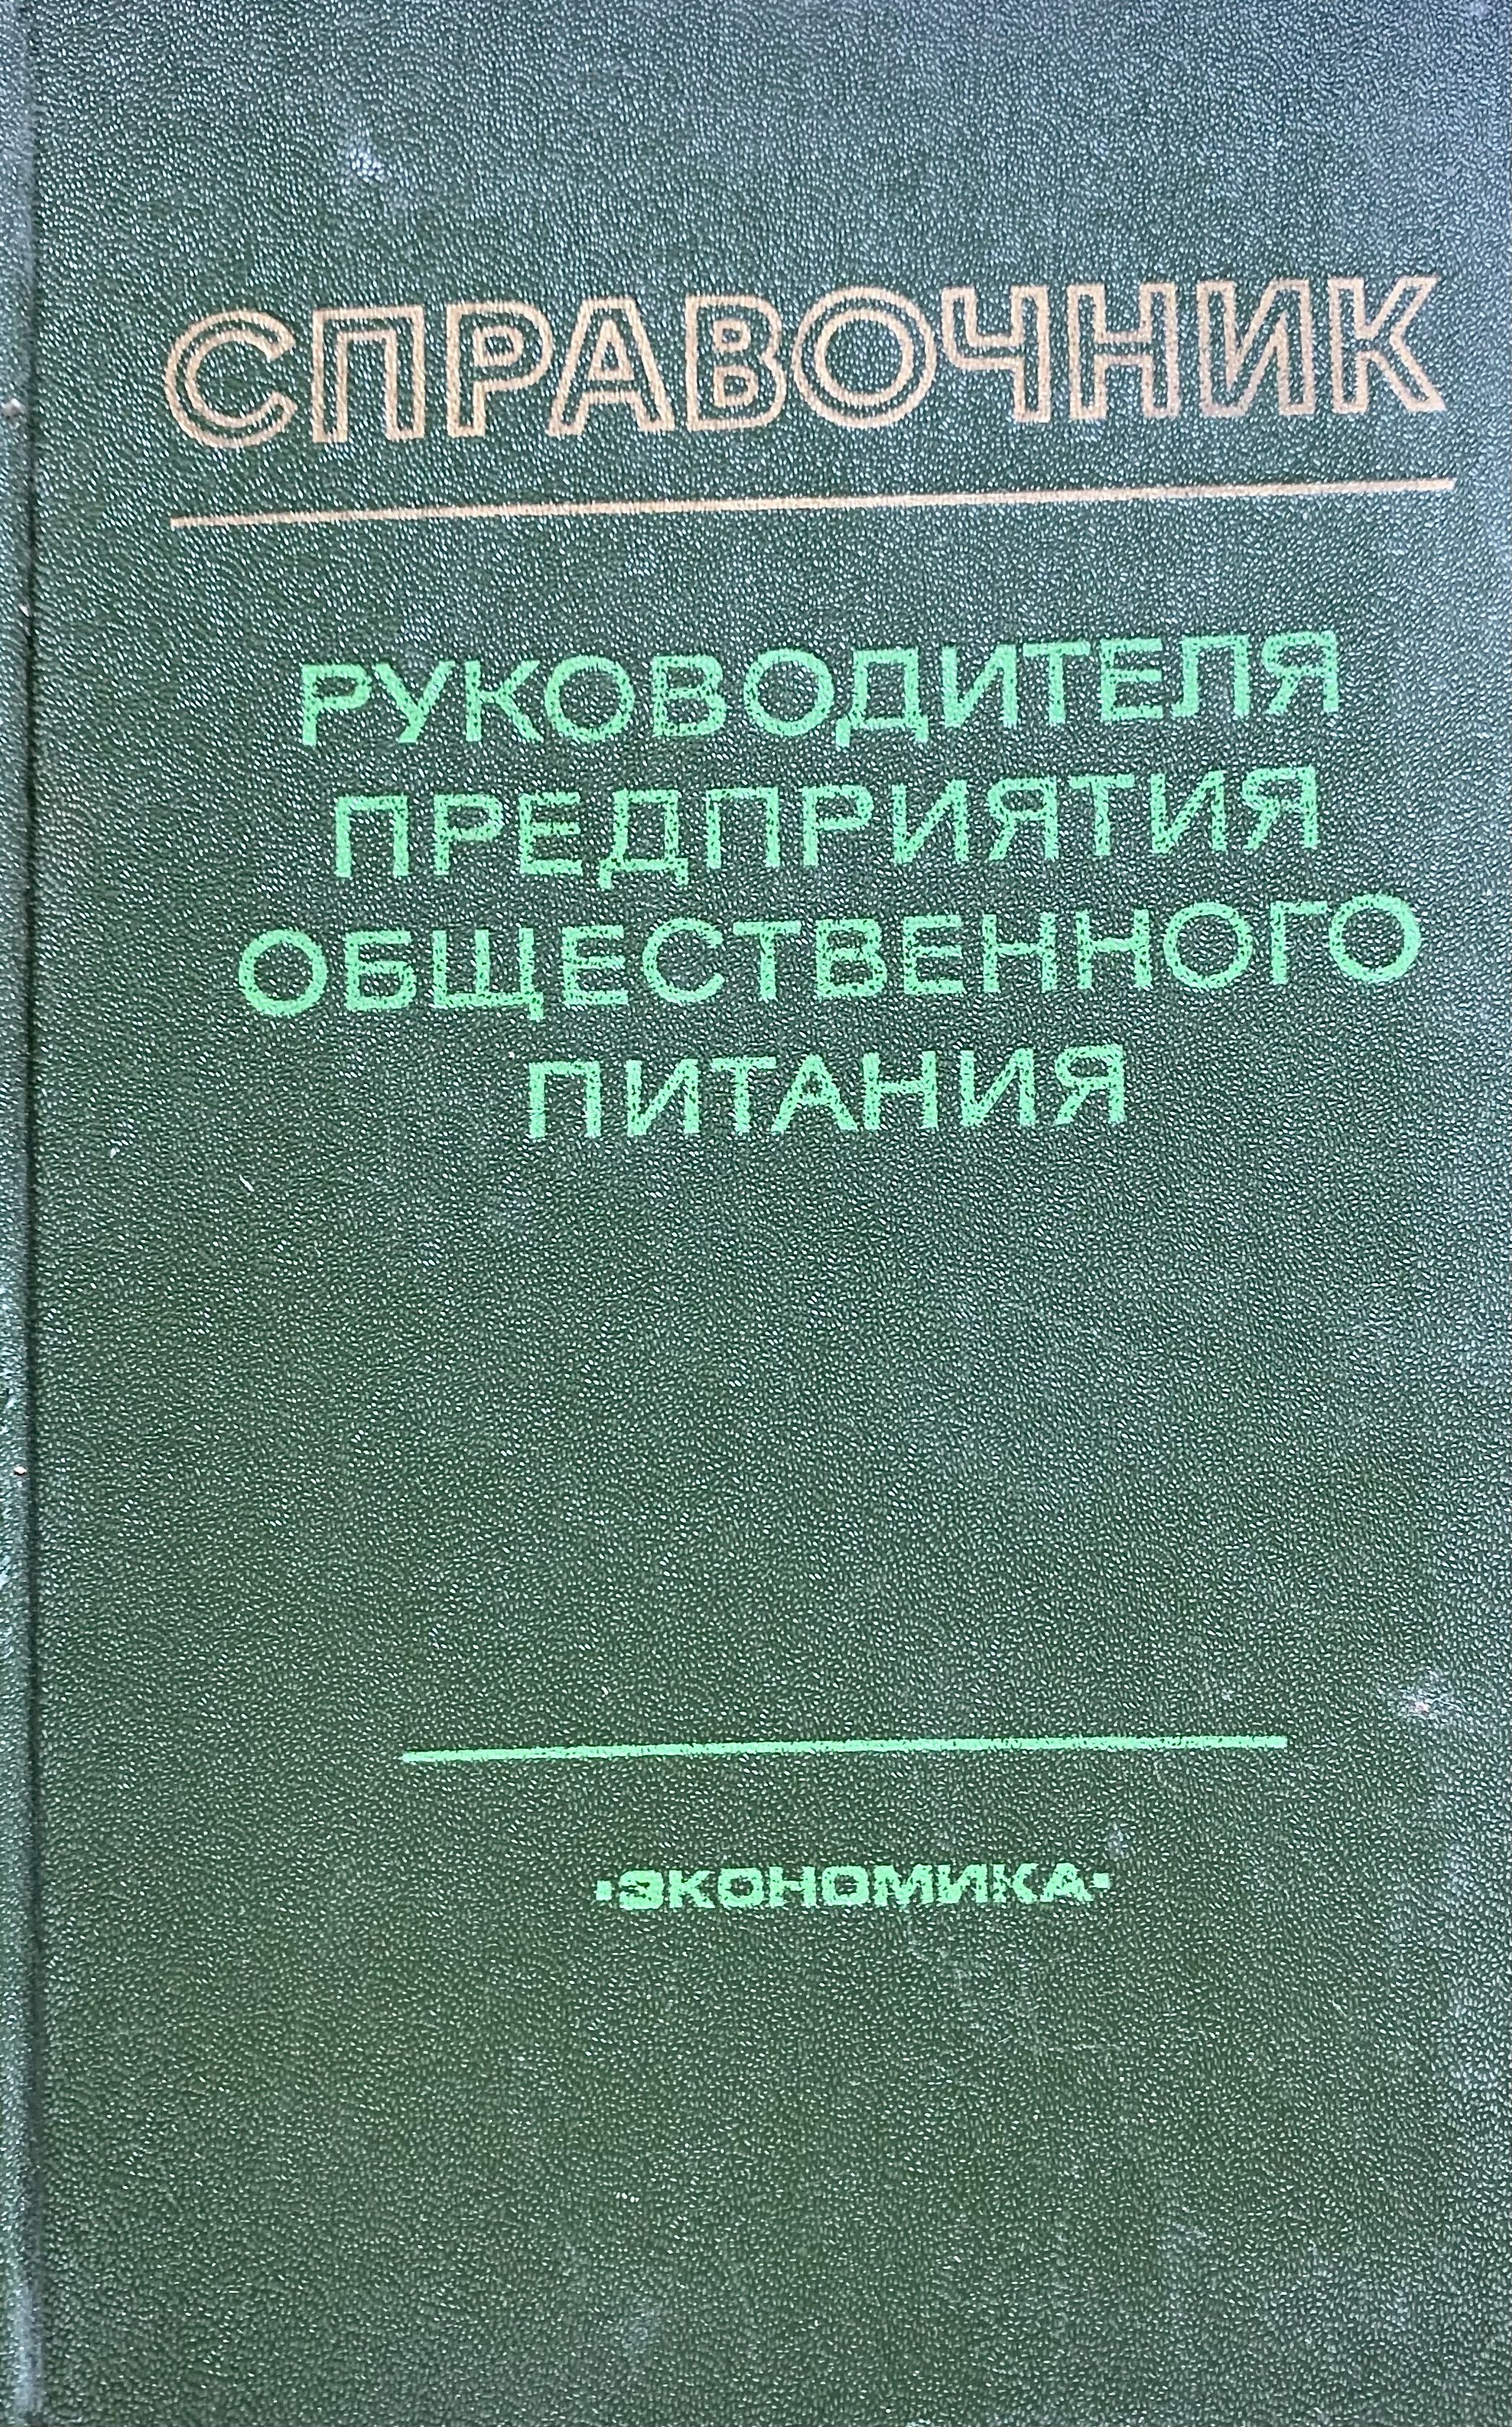 СПРАВОЧНИК
РУКОВОДИТЕЛЯ
ПРЕДПРИЯТИЯ
ОБЩЕСТВЕННОГО
ПИТАНИЯ
·ЭКОНОМИКА·